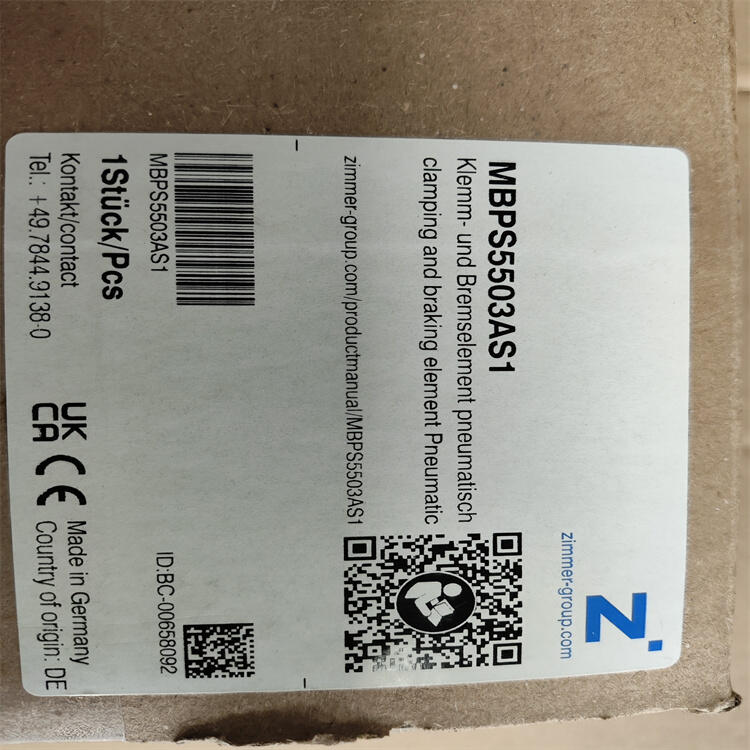 MBPS5503AS1
Klemm- und Bremselement pneumatisch
clamping and braking element Pneumatic
zimmer-group.com/productmanual/MBPS5503AS1
Z
zimmer-group.com
MBPS5503AS1
1Stück/Pcs
Kontakt/contact
Tel.: +49.7844.9138-0
UK
CA
CE
ID:BC-00658092
Made in Germany
Country of origin: DE